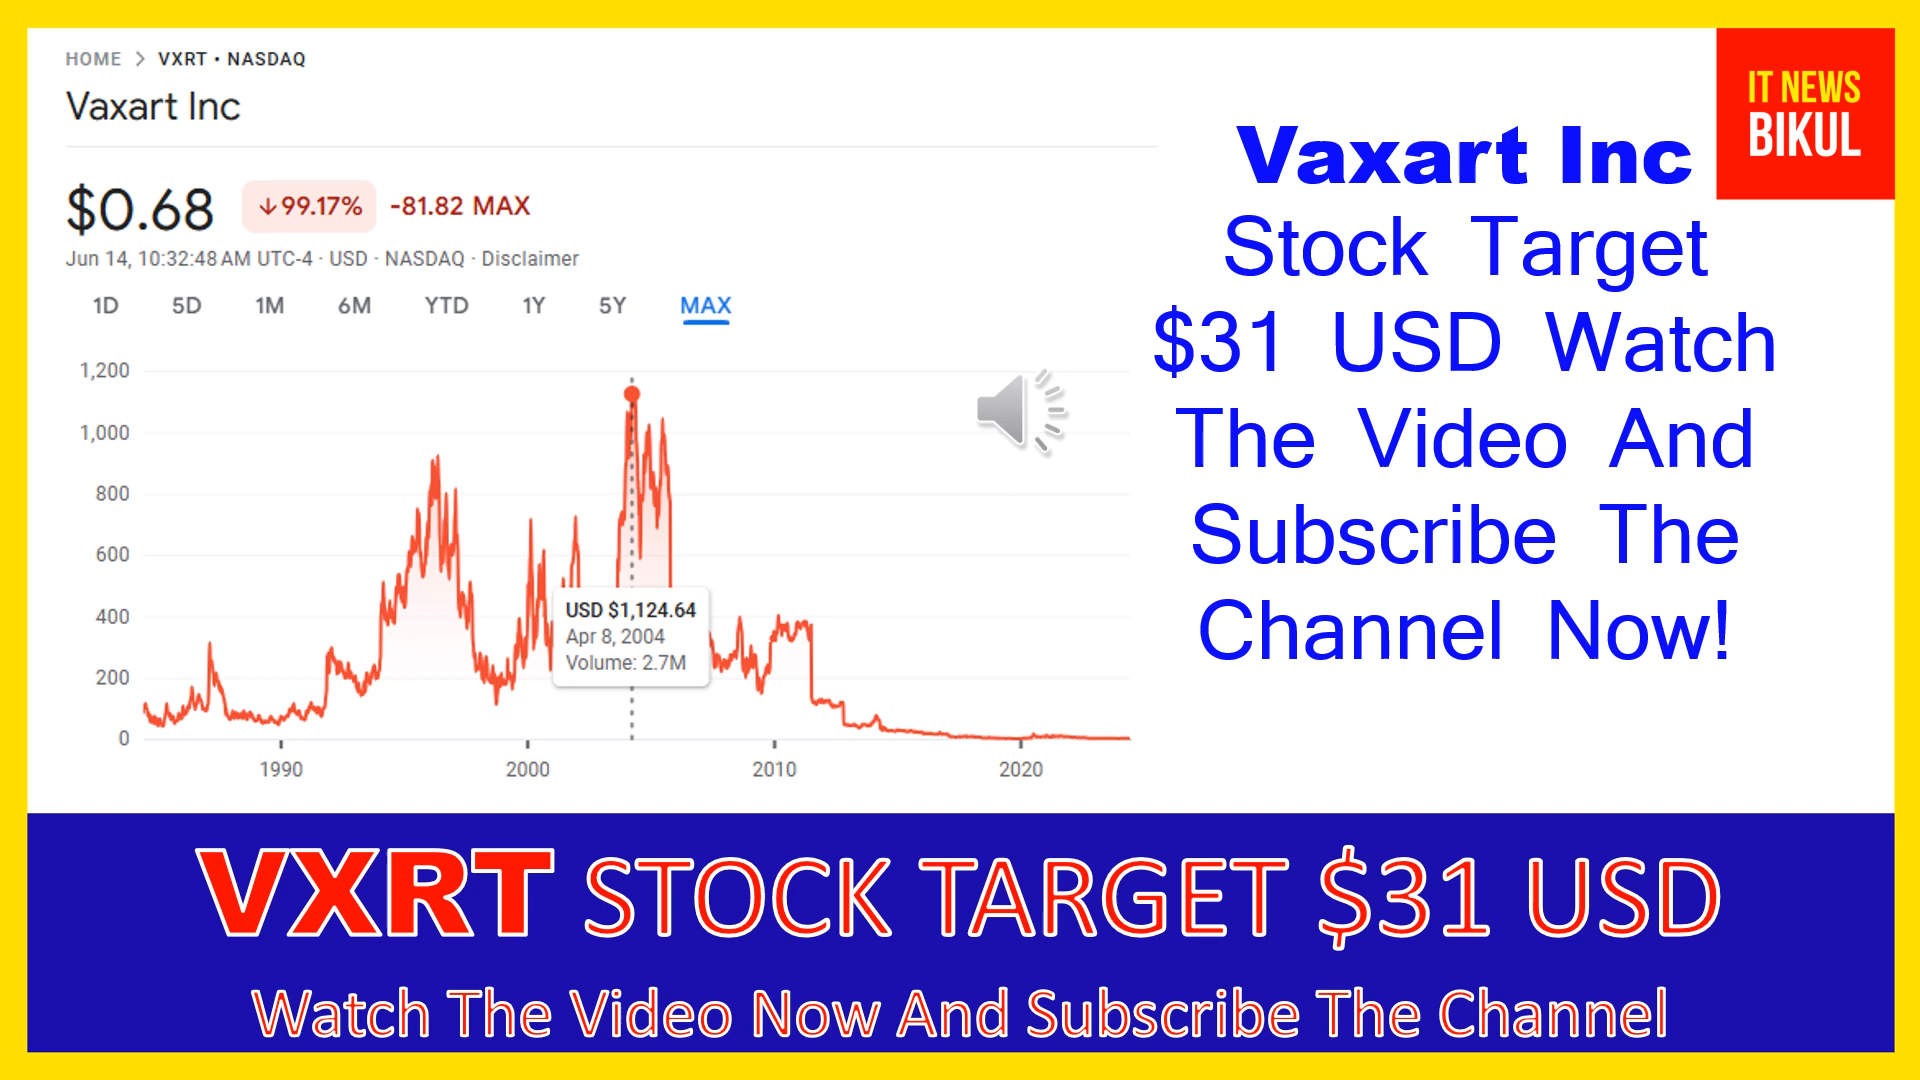 HOME > VXRT • NASDAQ
Vaxart Inc
$0.68 ↓99.17% -81.82 MAX
Jun 14, 10:32:48 AM UTC-4 · USD · NASDAQ · Disclaimer
1D 5D 1M 6M YTD 1Y 5Y MAX
1,200
1,000
800
600
400
200
0
USD $1,124.64
Apr 8, 2004
Volume: 2.7M
1990 2000 2010 2020
IT NEWS
BIKUL
Vaxart Inc
Stock Target
$31 USD Watch
The Video And
Subscribe The
Channel Now!
VXRT STOCK TARGET $31 USD
Watch The Video Now And Subscribe The Channel